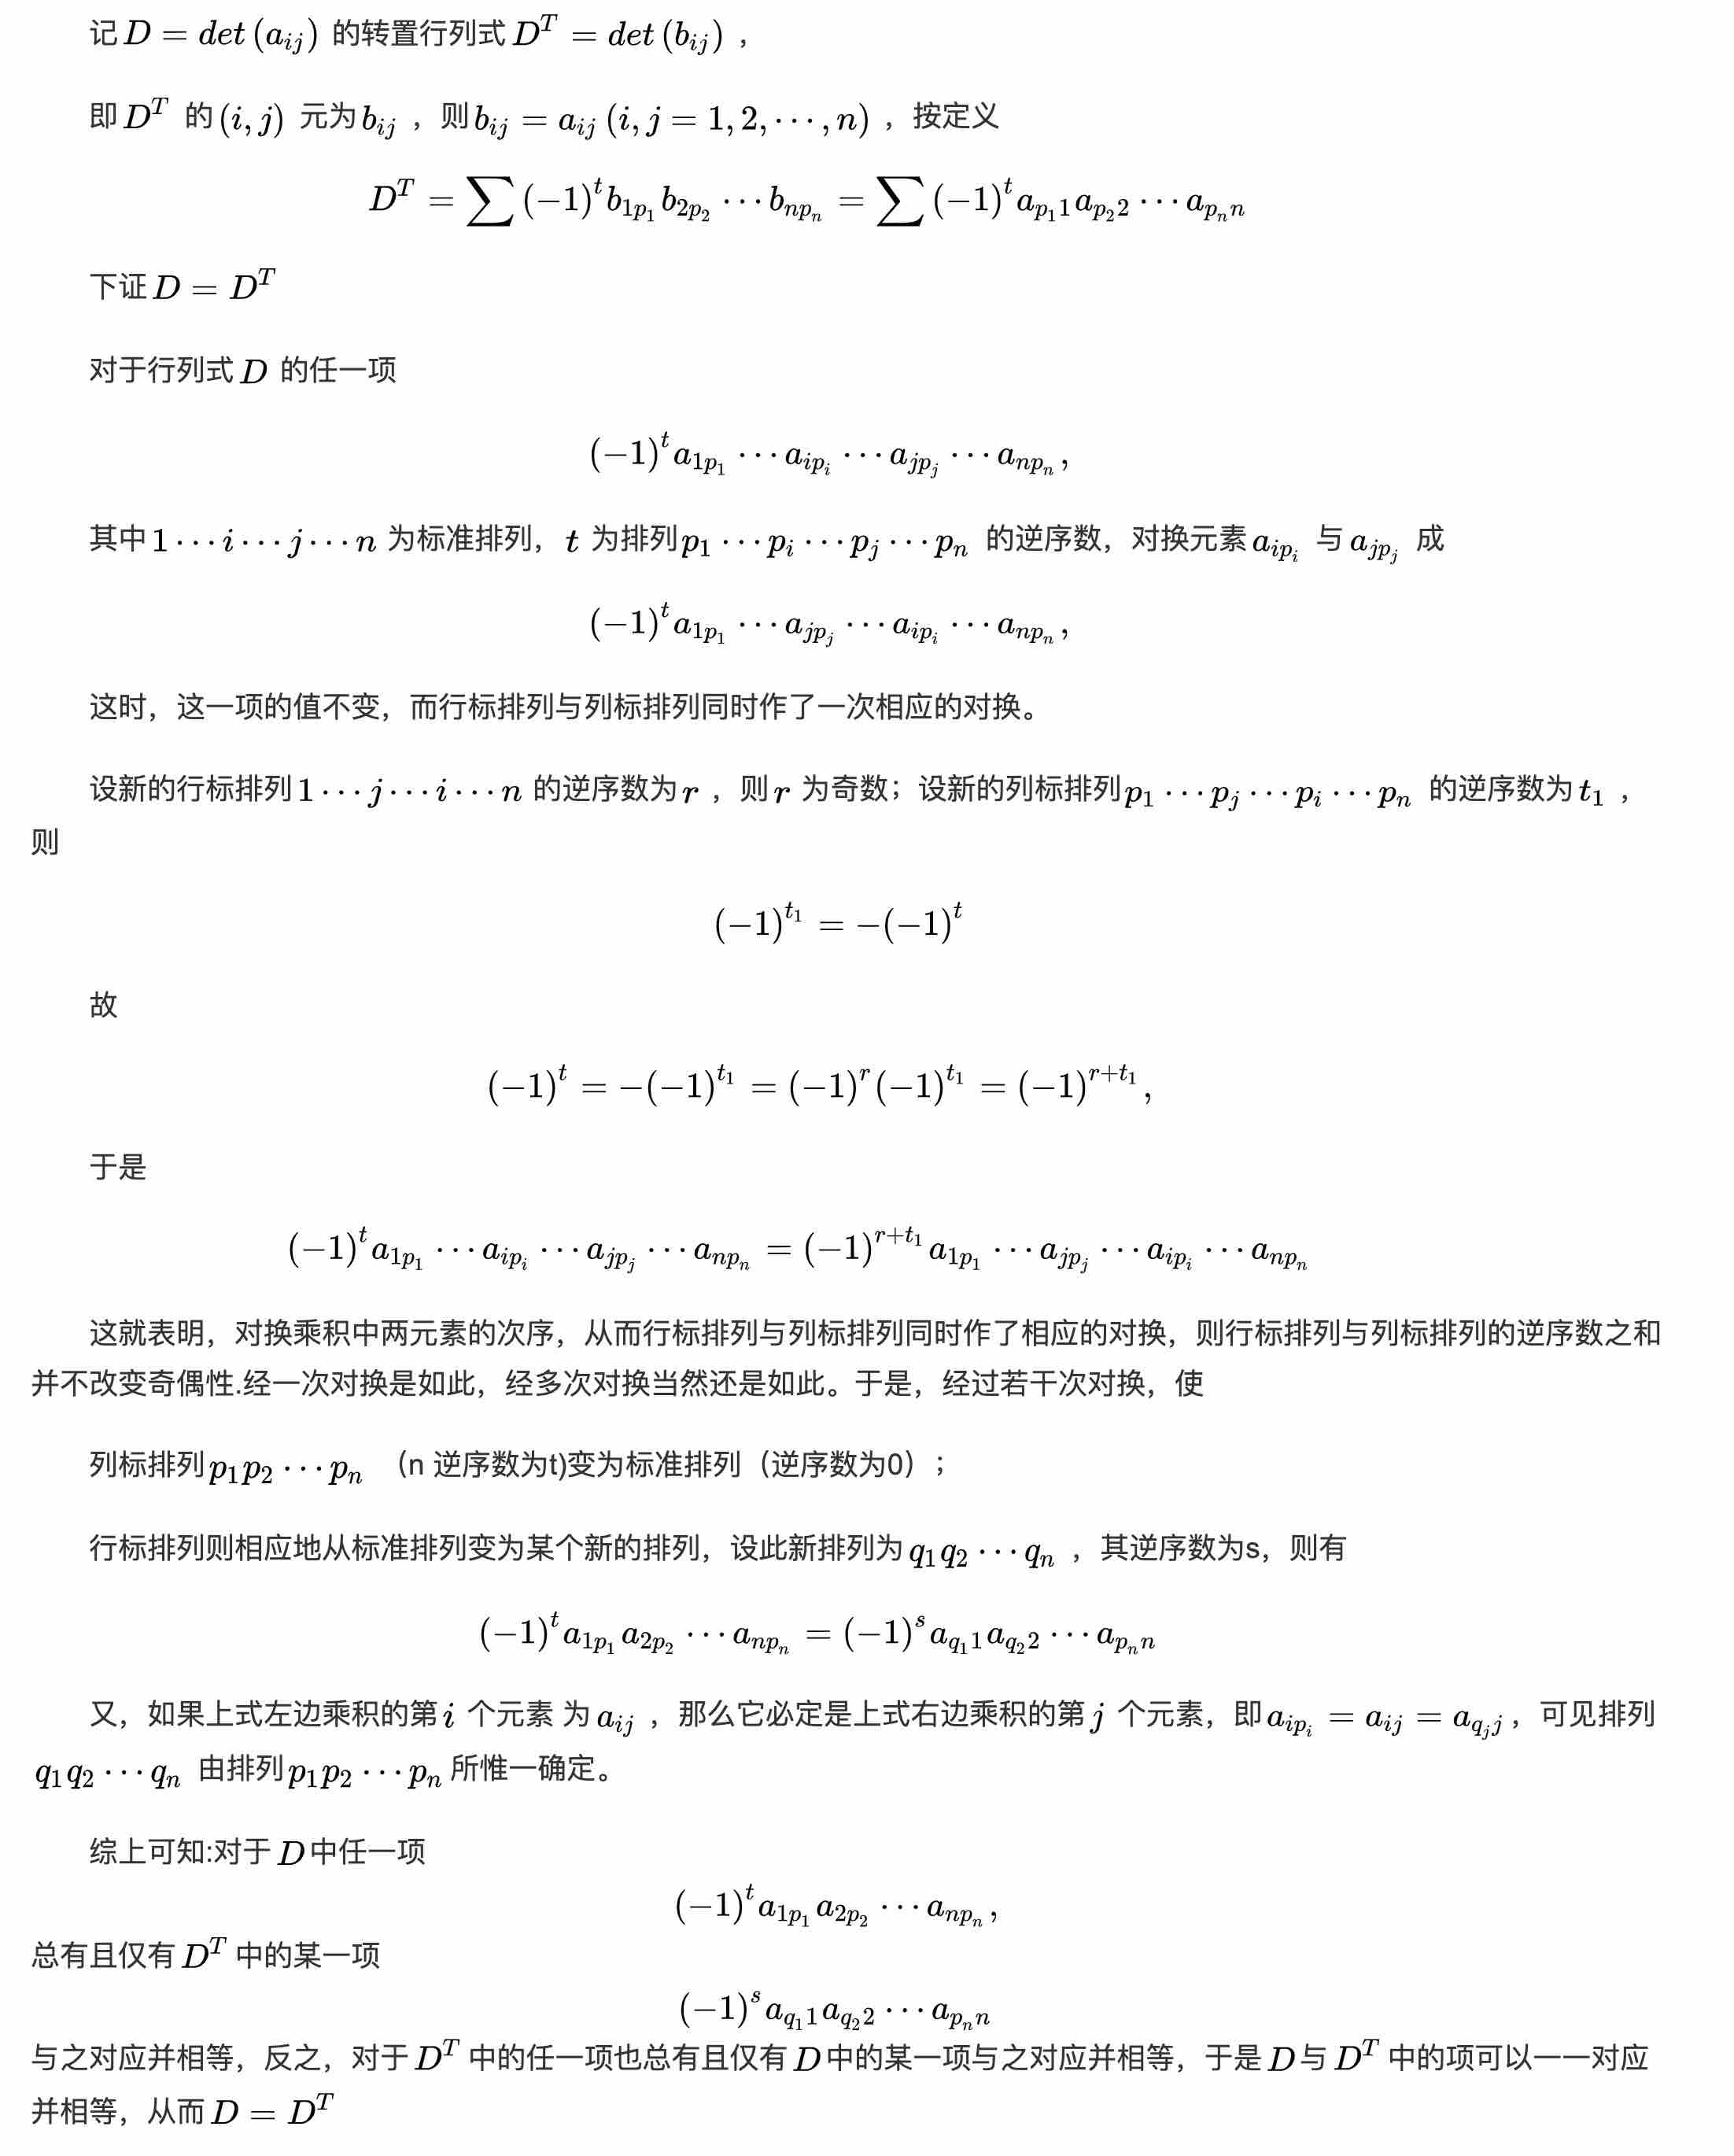 记 $D = det\left(a_{ij}\right)$ 的转置行列式 $D^T = det\left(b_{ij}\right)$ ，
即 $D^T$ 的 $(i,j)$ 元为 $b_{ij}$ ，则 $b_{ij} = a_{ij}\,(i,j=1,2,\cdots,n)$ ，按定义
$D^T = \sum (-1)^t b_{1p_1} b_{2p_2} \cdots b_{np_n} = \sum (-1)^t a_{p_1 1} a_{p_2 2} \cdots a_{p_n n}$
下证 $D = D^T$
对于行列式 $D$ 的任一项
$(-1)^t a_{1p_1} \cdots a_{ip_i} \cdots a_{jp_j} \cdots a_{np_n},$
其中 $1 \cdots i \cdots j \cdots n$ 为标准排列，$t$ 为排列 $p_1 \cdots p_i \cdots p_j \cdots p_n$ 的逆序数，对换元素 $a_{ip_i}$ 与 $a_{jp_j}$ 成
$(-1)^t a_{1p_1} \cdots a_{jp_j} \cdots a_{ip_i} \cdots a_{np_n},$
这时，这一项的值不变，而行标排列与列标排列同时作了一次相应的对换。
设新的行标排列 $1 \cdots j \cdots i \cdots n$ 的逆序数为 $r$ ，则 $r$ 为奇数；设新的列标排列 $p_1 \cdots p_j \cdots p_i \cdots p_n$ 的逆序数为 $t_1$ ，
则
$(-1)^{t_1} = -(-1)^t$
故
$(-1)^t = -(-1)^{t_1} = (-1)^r (-1)^{t_1} = (-1)^{r+t_1},$
于是
$(-1)^t a_{1p_1} \cdots a_{ip_i} \cdots a_{jp_j} \cdots a_{np_n} = (-1)^{r+t_1} a_{1p_1} \cdots a_{jp_j} \cdots a_{ip_i} \cdots a_{np_n}$
这就表明，对换乘积中两元素的次序，从而行标排列与列标排列同时作了相应的对换，则行标排列与列标排列的逆序数之和
并不改变奇偶性.经一次对换是如此，经多次对换当然还是如此。于是，经过若干次对换，使
列标排列 $p_1 p_2 \cdots p_n$ （n 逆序数为t)变为标准排列（逆序数为0）；
行标排列则相应地从标准排列变为某个新的排列，设此新排列为 $q_1 q_2 \cdots q_n$ ，其逆序数为s，则有
$(-1)^t a_{1p_1} a_{2p_2} \cdots a_{np_n} = (-1)^s a_{q_1 1} a_{q_2 2} \cdots a_{p_n n}$
又，如果上式左边乘积的第 $i$ 个元素 为 $a_{ij}$ ，那么它必定是上式右边乘积的第 $j$ 个元素，即 $a_{ip_i} = a_{ij} = a_{q_j j}$ ，可见排列
$q_1 q_2 \cdots q_n$ 由排列 $p_1 p_2 \cdots p_n$ 所惟一确定。
综上可知:对于 $D$ 中任一项
$(-1)^t a_{1p_1} a_{2p_2} \cdots a_{np_n},$
总有且仅有 $D^T$ 中的某一项
$(-1)^s a_{q_1 1} a_{q_2 2} \cdots a_{p_n n}$
与之对应并相等，反之，对于 $D^T$ 中的任一项也总有且仅有 $D$ 中的某一项与之对应并相等，于是 $D$ 与 $D^T$ 中的项可以一一对应
并相等，从而 $D = D^T$